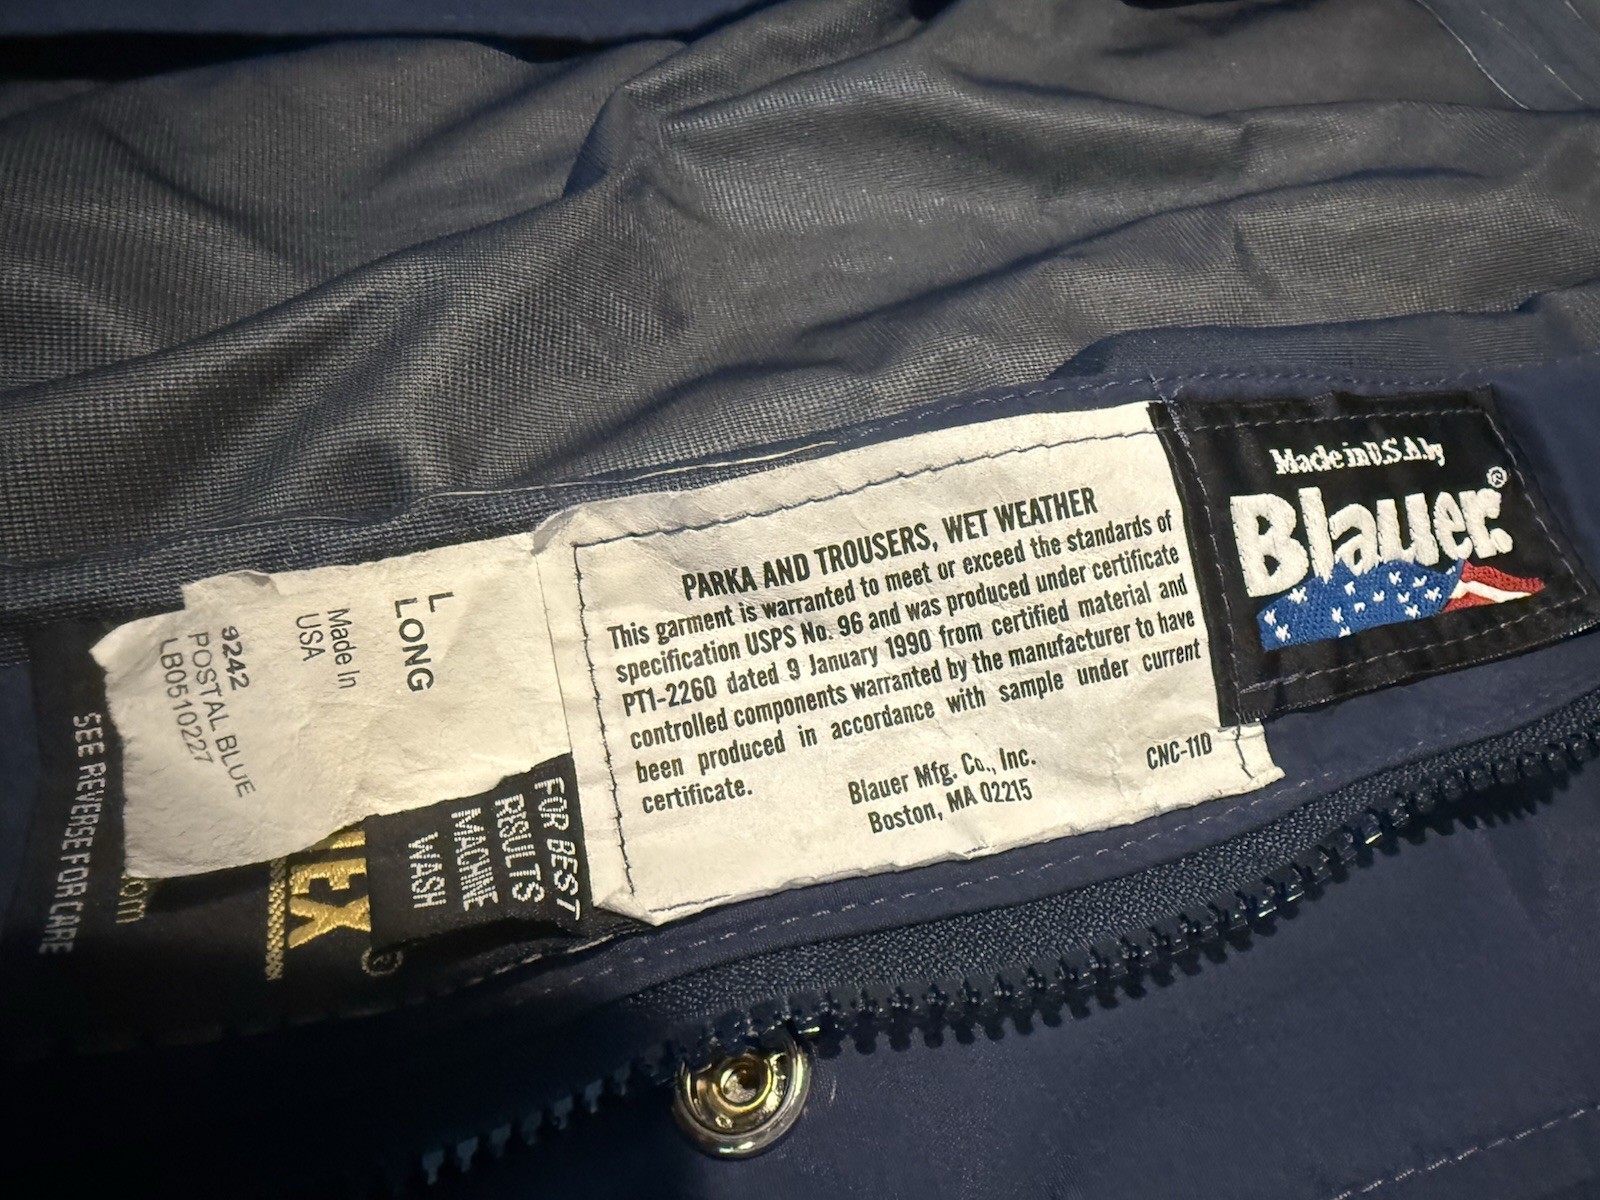 SEE REVERSE FOR CARE
9242
POSTAL BLUE
LB0510227
Made In
USA
L
LONG
FOR BEST
RESULTS
MACHINE
WASH
PARKA AND TROUSERS, WET WEATHER
This garment is warranted to meet or exceed the standards of
specification USPS No. 96 and was produced under certificate
PT1-2260 dated 9 January 1990 from certified material and
controlled components warranted by the manufacturer to have
been produced in accordance with sample under current
certificate.
Blauer Mfg. Co., Inc.
Boston, MA 02215
CNC-11D
Made in U.S.A. by
Blauer.®